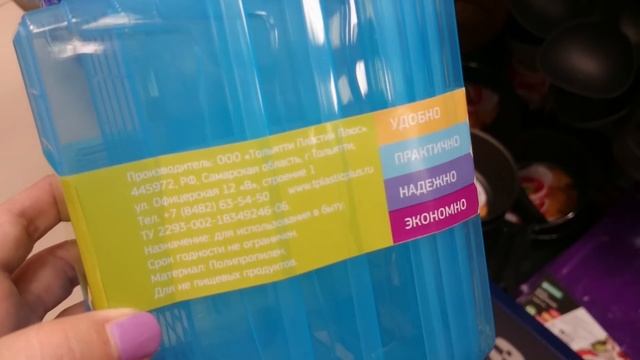 Производитель: ООО «Тольятти Пластик Плюс»,
445972, РФ, Самарская область, г.Тольятти,
ул. Офицерская 12 «В», строение 1
Тел. +7 (8482) 63-54-50 www.tplasticplus.ru
ТУ 2293-002-18349246-06.
Назначение: для использования в быту.
Срок годности не ограничен.
Материал: Полипропилен.
Для не пищевых продуктов.
УДОБНО
ПРАКТИЧНО
НАДЕЖНО
ЭКОНОМНО